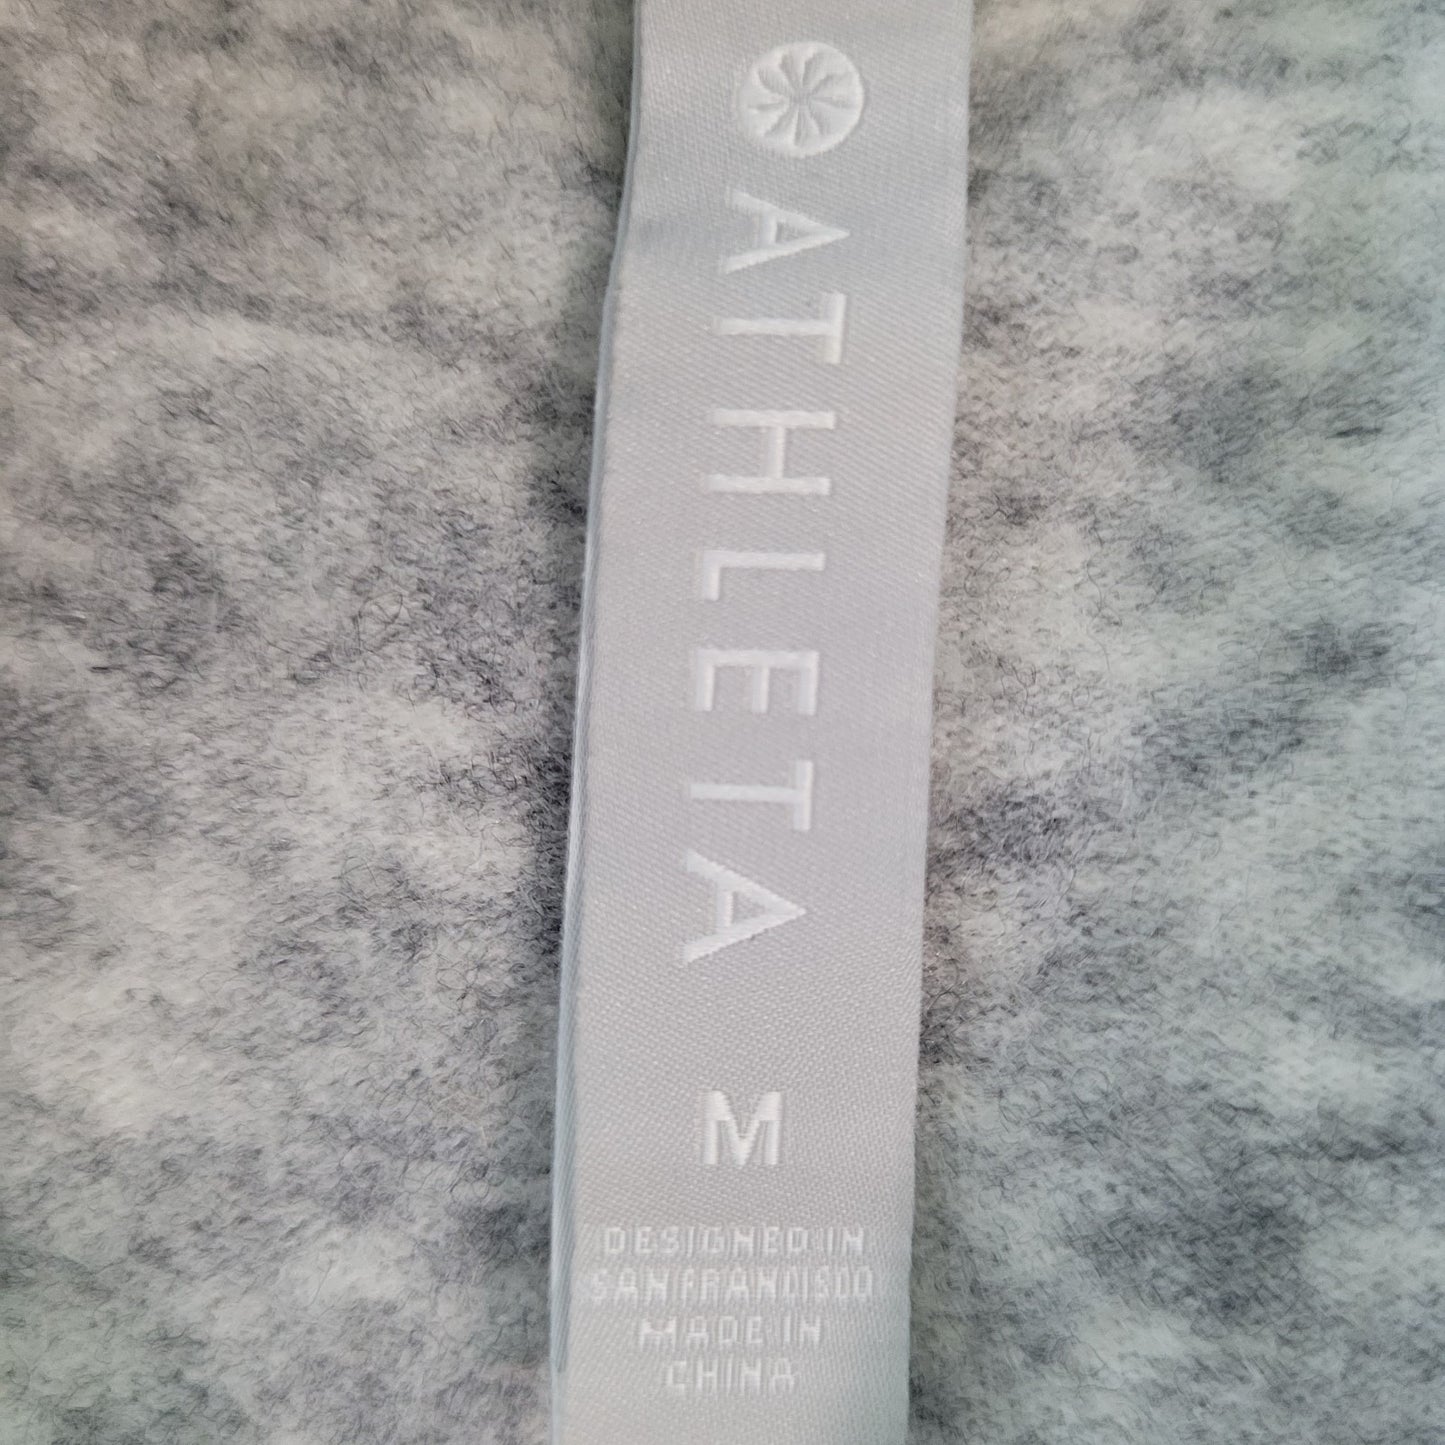 ATHLETA
M
DESIGNED IN
SAN FRANCISCO
MADE IN
CHINA